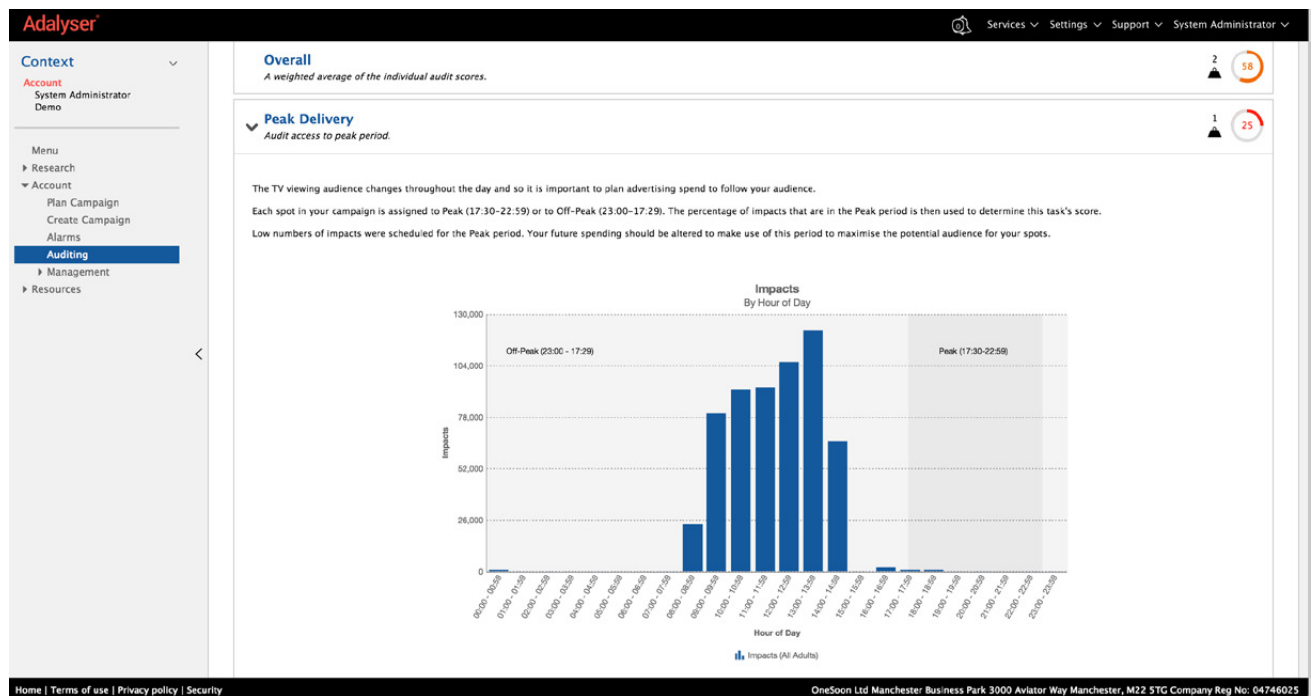 Adalyser
Services Settings Support System Administrator
Context
Account
System Administrator
Demo
Menu
Research
Account
Plan Campaign
Create Campaign
Alarms
Auditing
Management
Resources
Overall
A weighted average of the individual audit scores.
2
58
Peak Delivery
Audit access to peak period.
1
25
The TV viewing audience changes throughout the day and so it is important to plan advertising spend to follow your audience.
Each spot in your campaign is assigned to Peak (17:30-22:59) or to Off-Peak (23:00-17:29). The percentage of impacts that are in the Peak period is then used to determine this task's score.
Low numbers of impacts were scheduled for the Peak period. Your future spending should be altered to make use of this period to maximise the potential audience for your spots.
Impacts
By Hour of Day
130,000
104,000
78,000
52,000
26,000
0
Impacts
Off-Peak (23:00 - 17:29)
Peak (17:30-22:59)
00:00 - 00:59
01:00 - 01:59
02:00 - 02:59
03:00 - 03:59
04:00 - 04:59
05:00 - 05:59
06:00 - 06:59
07:00 - 07:59
08:00 - 08:59
09:00 - 09:59
10:00 - 10:59
11:00 - 11:59
12:00 - 12:59
13:00 - 13:59
14:00 - 14:59
15:00 - 15:59
16:00 - 16:59
17:00 - 17:59
18:00 - 18:59
19:00 - 19:59
20:00 - 20:59
21:00 - 21:59
22:00 - 22:59
23:00 - 23:59
Hour of Day
Impacts (All Adults)
Home | Terms of use | Privacy policy | Security
OneSoon Ltd Manchester Business Park 3000 Aviator Way Manchester, M22 5TG Company Reg No: 04746025